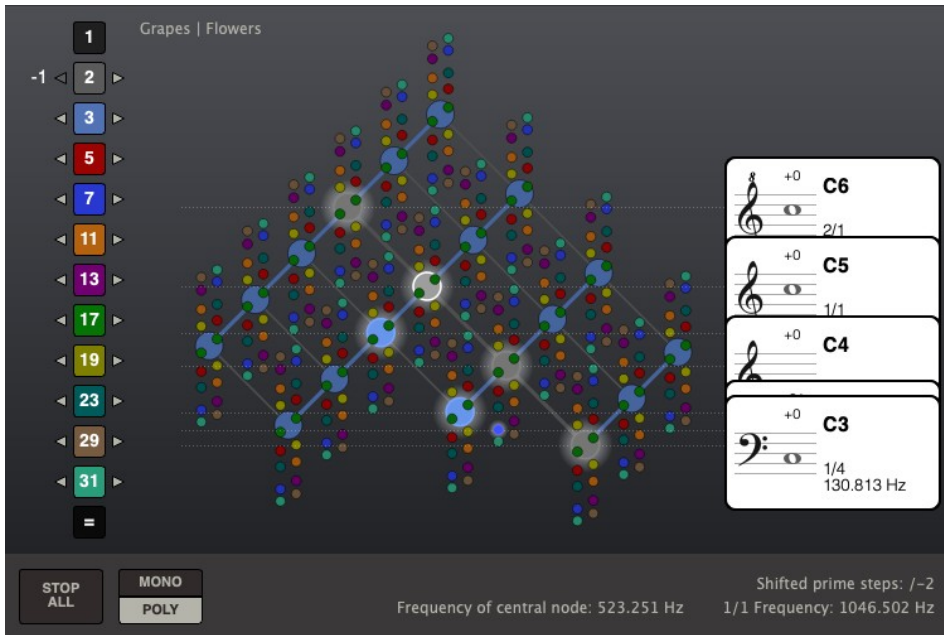 Grapes | Flowers
1
-1 2
3
5
7
11
13
17
19
23
29
31
=
+0 C6
8
2/1
+0 C5
1/1
+0 C4
+0 C3
1/4
130.813 Hz
STOP
ALL
MONO
POLY
Shifted prime steps: /-2
Frequency of central node: 523.251 Hz 1/1 Frequency: 1046.502 Hz